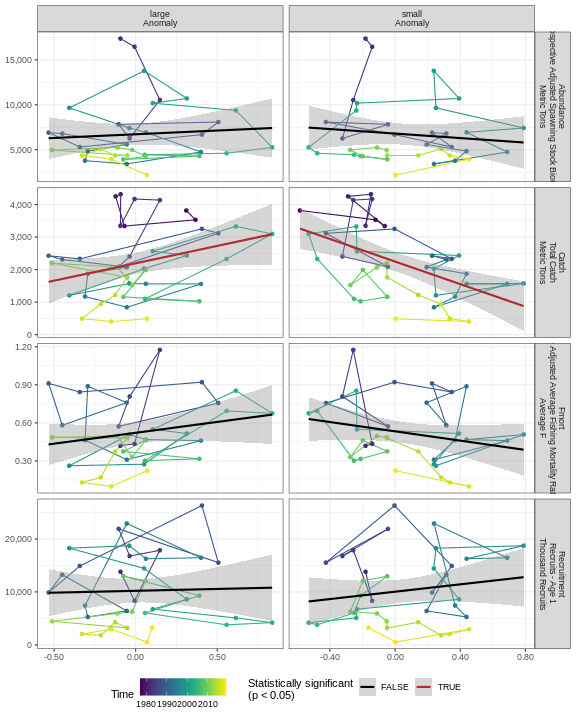 large
Anomaly
small
Anomaly
15,000
10,000
5,000
Abundance
Adjusted Spawning Stock
Metric Tons
4,000
3,000
2,000
1,000
0
Catch
Total Catch
Metric Tons
1.20
0.90
0.60
0.30
Fmort
Adjusted Average Fishing Mortality
Average F
20,000
10,000
0
Recruitment
Recruits - Age 1
Thousand Recruits
-0.50
0.00
0.50
-0.40
0.00
0.40
0.80
Time
1980199020002010
Statistically significant
(p < 0.05)
FALSE
TRUE